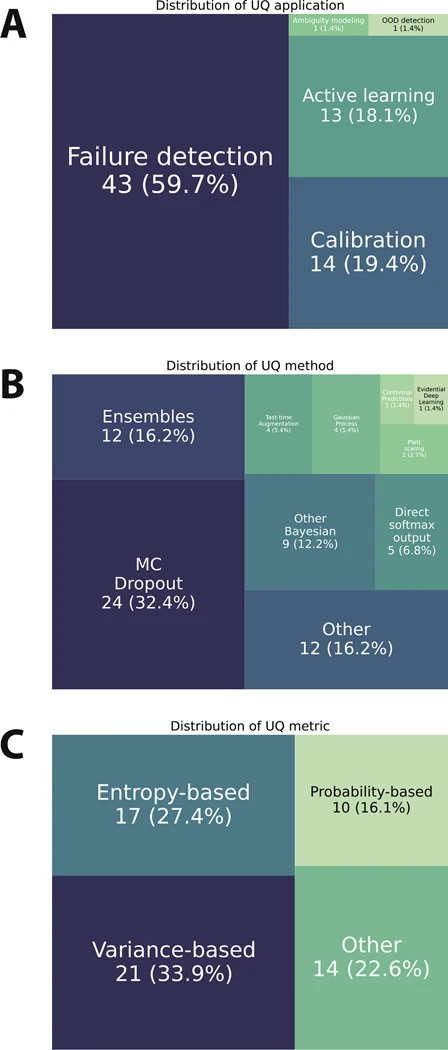 A
Distribution of UQ application
Ambiguity modeling
1 (1.4%)
OOD detection
1 (1.4%)
Failure detection
43 (59.7%)
Active learning
13 (18.1%)
Calibration
14 (19.4%)
B
Distribution of UQ method
Ensembles
12 (16.2%)
Test-time
Augmentation
4 (5.4%)
Gaussian
Process
4 (5.4%)
Conformal
Predictions
1 (1.4%)
Evidential
Deep
Learning
1 (1.4%)
Platt
scaling
2 (2.7%)
MC
Dropout
24 (32.4%)
Other
Bayesian
9 (12.2%)
Direct
softmax
output
5 (6.8%)
Other
12 (16.2%)
C
Distribution of UQ metric
Entropy-based
17 (27.4%)
Probability-based
10 (16.1%)
Variance-based
21 (33.9%)
Other
14 (22.6%)